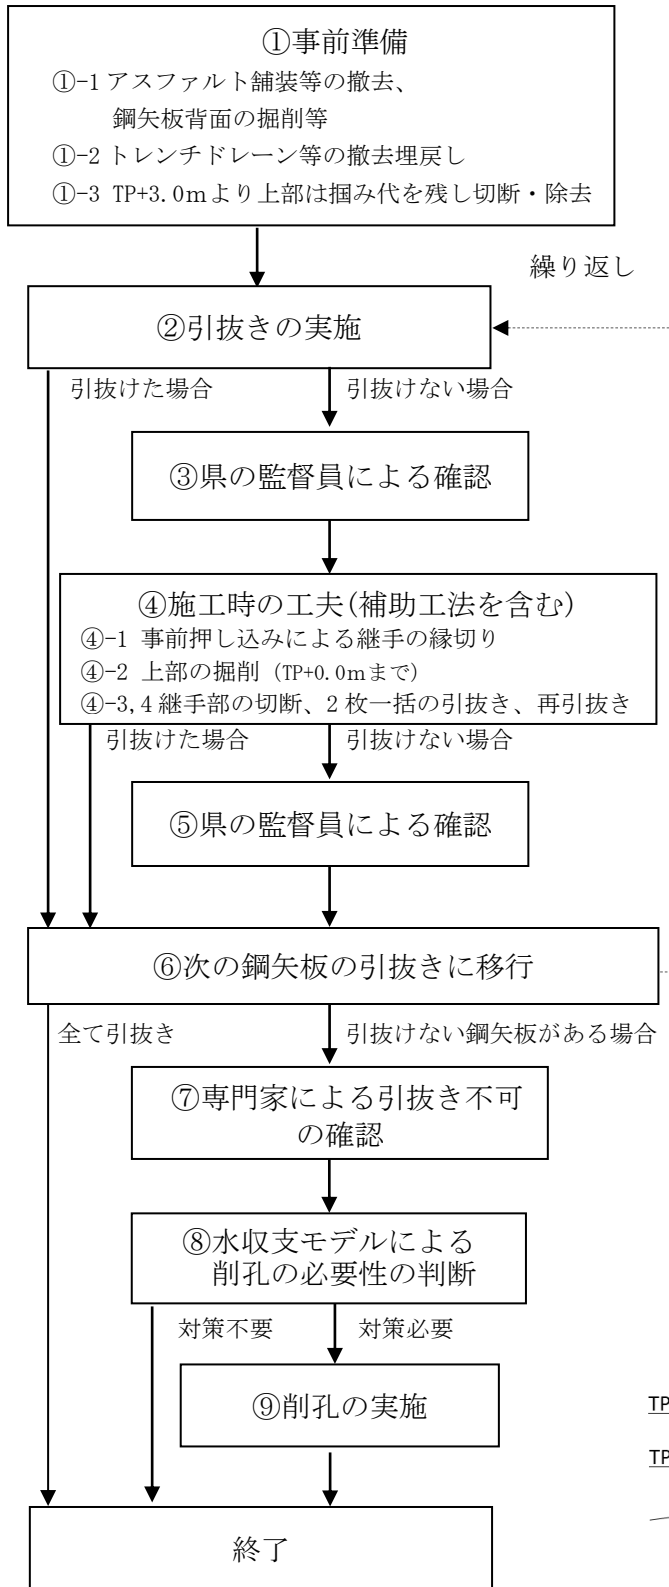 ①事前準備
①-1 アスファルト舗装等の撤去、
鋼矢板背面の掘削等
①-2 トレンチドレーン等の撤去埋戻し
①-3 TP+3.0mより上部は掴み代を残し切断・除去
繰り返し
②引抜きの実施
引抜けた場合 引抜けない場合
③県の監督員による確認
④施工時の工夫(補助工法を含む)
④-1 事前押し込みによる継手の縁切り
④-2 上部の掘削（TP+0.0mまで）
④-3,4 継手部の切断、2枚一括の引抜き、再引抜き
引抜けた場合 引抜けない場合
⑤県の監督員による確認
⑥次の鋼矢板の引抜きに移行
全て引抜き 引抜けない鋼矢板がある場合
⑦専門家による引抜き不可
の確認
⑧水収支モデルによる
削孔の必要性の判断
対策不要 対策必要
⑨削孔の実施
TP
TP
終了